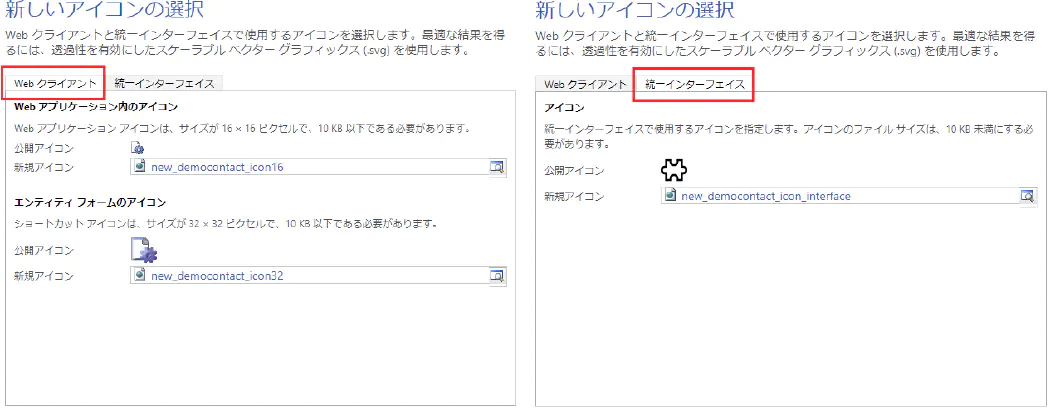 新しいアイコンの選択
Web クライアントと統一インターフェイスで使用するアイコンを選択します。最適な結果を得
るには、透過性を有効にしたスケーラブル ベクター グラフィックス (.svg) を使用します。
Web クライアント
統一インターフェイス
Web アプリケーション内のアイコン
Web アプリケーション アイコンは、サイズが 16 × 16 ピクセルで、10 KB 以下である必要があります。
公開アイコン
新規アイコン
new_democontact_icon16
エンティティ フォームのアイコン
ショートカット アイコンは、サイズが 32 × 32 ピクセルで、10 KB 以下である必要があります。
公開アイコン
新規アイコン
new_democontact_icon32
新しいアイコンの選択
Web クライアントと統一インターフェイスで使用するアイコンを選択します。最適な結果を得
るには、透過性を有効にしたスケーラブル ベクター グラフィックス (.svg) を使用します。
Web クライアント
統一インターフェイス
アイコン
統一インターフェイスで使用するアイコンを指定します。アイコンのファイル サイズは、10 KB 未満にする必
要があります。
公開アイコン
新規アイコン
new_democontact_icon_interface